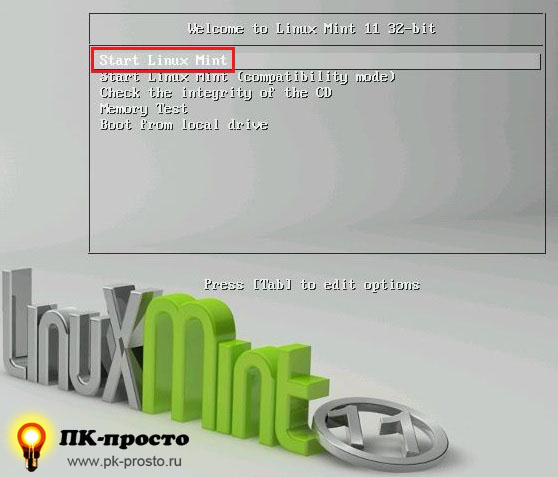 Welcome to Linux Mint 11 32-bit
Start Linux Mint
Start Linux Mint (compatibility mode)
Check the integrity of the CD
Memory Test
Boot from local drive
Press [Tab] to edit options
LinuxMint 11
ПК-просто
www.pk-prosto.ru